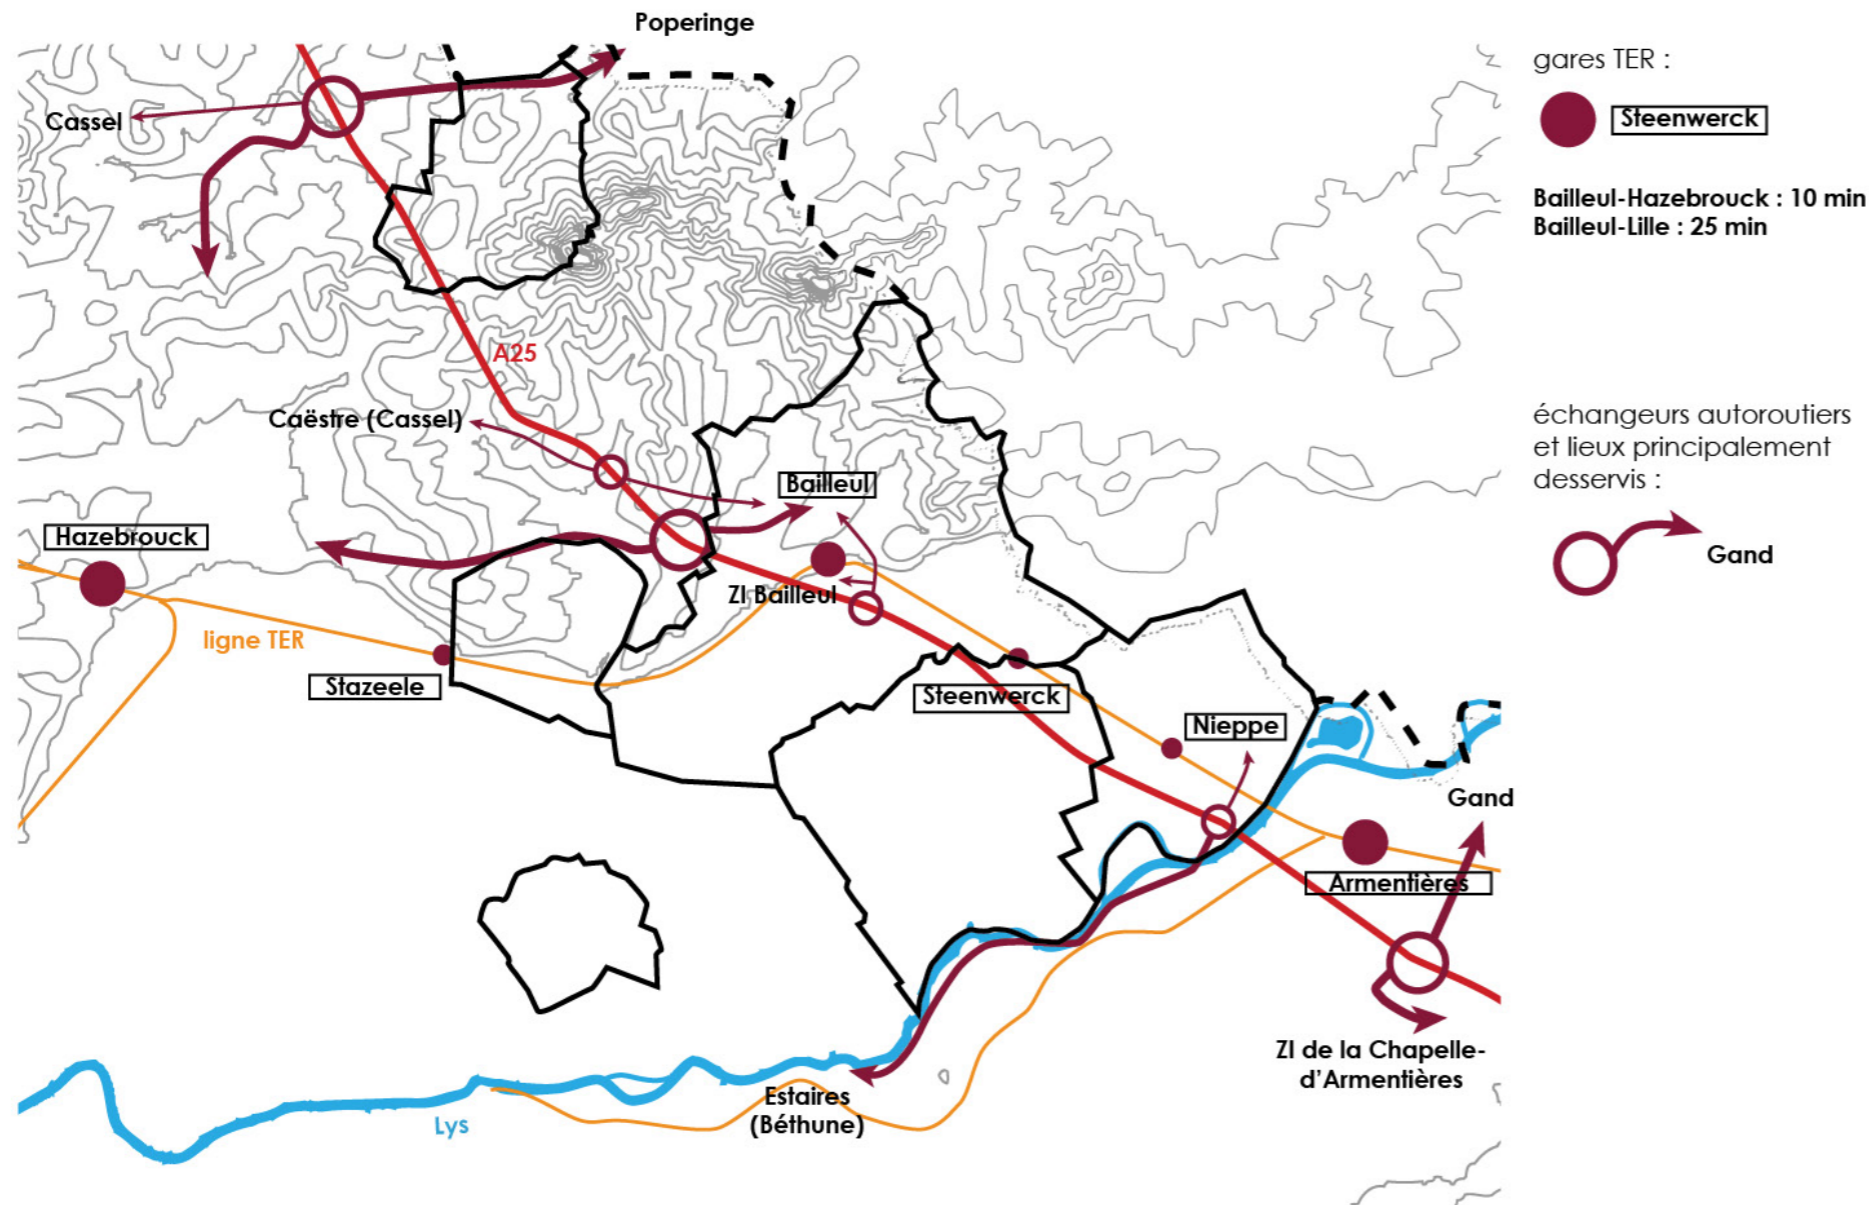 Poperinge
Cassel
A25
Caëstre (Cassel)
Bailleul
Hazebrouck
ZI Bailleul
ligne TER
Stazeele
Steenwerck
Nieppe
Gand
Armentières
ZI de la Chapelle-
d'Armentières
Estaires
(Béthune)
Lys
gares TER :
Steenwerck
Bailleul-Hazebrouck : 10 min
Bailleul-Lille : 25 min
échangeurs autoroutiers
et lieux principalement
desservis :
Gand